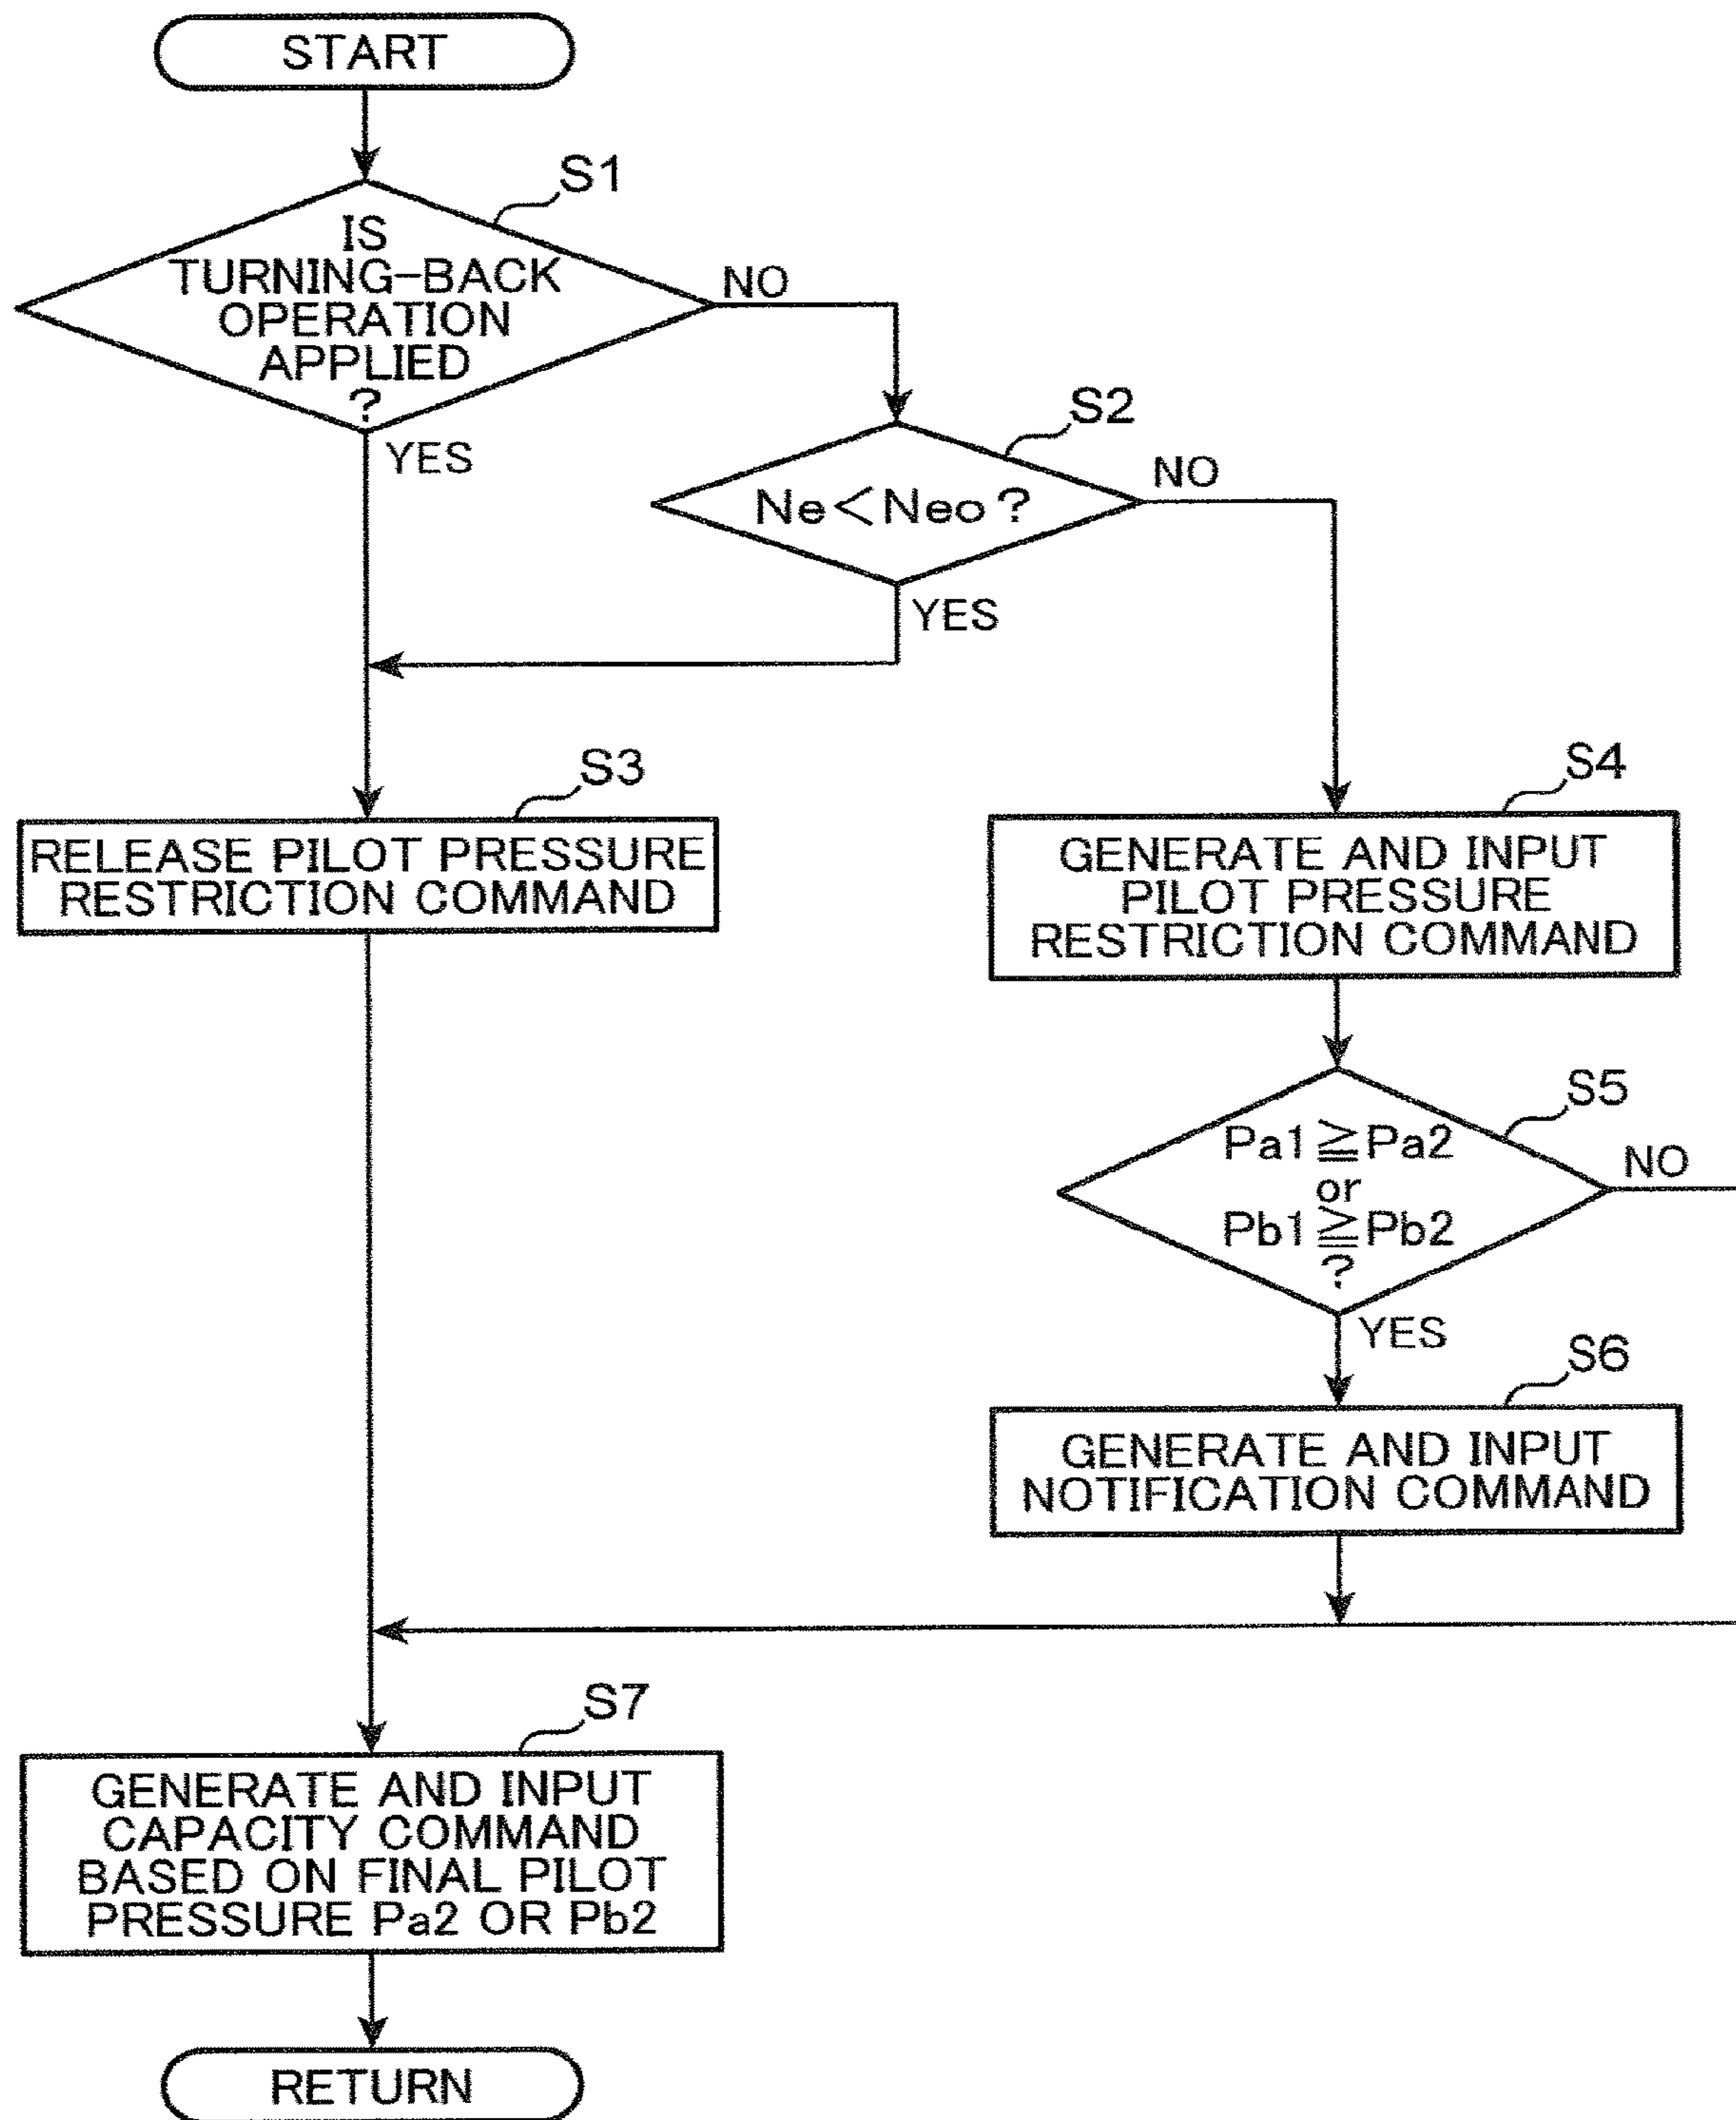 START
S1
IS
TURNING-BACK
OPERATION
APPLIED
?
NO
YES
S2
Ne<Neo?
NO
YES
S3
RELEASE PILOT PRESSURE
RESTRICTION COMMAND
S4
GENERATE AND INPUT
PILOT PRESSURE
RESTRICTION COMMAND
S5
Pa1≧Pa2
or
Pb1≧Pb2
?
NO
YES
S6
GENERATE AND INPUT
NOTIFICATION COMMAND
S7
GENERATE AND INPUT
CAPACITY COMMAND
BASED ON FINAL PILOT
PRESSURE Pa2 OR Pb2
RETURN